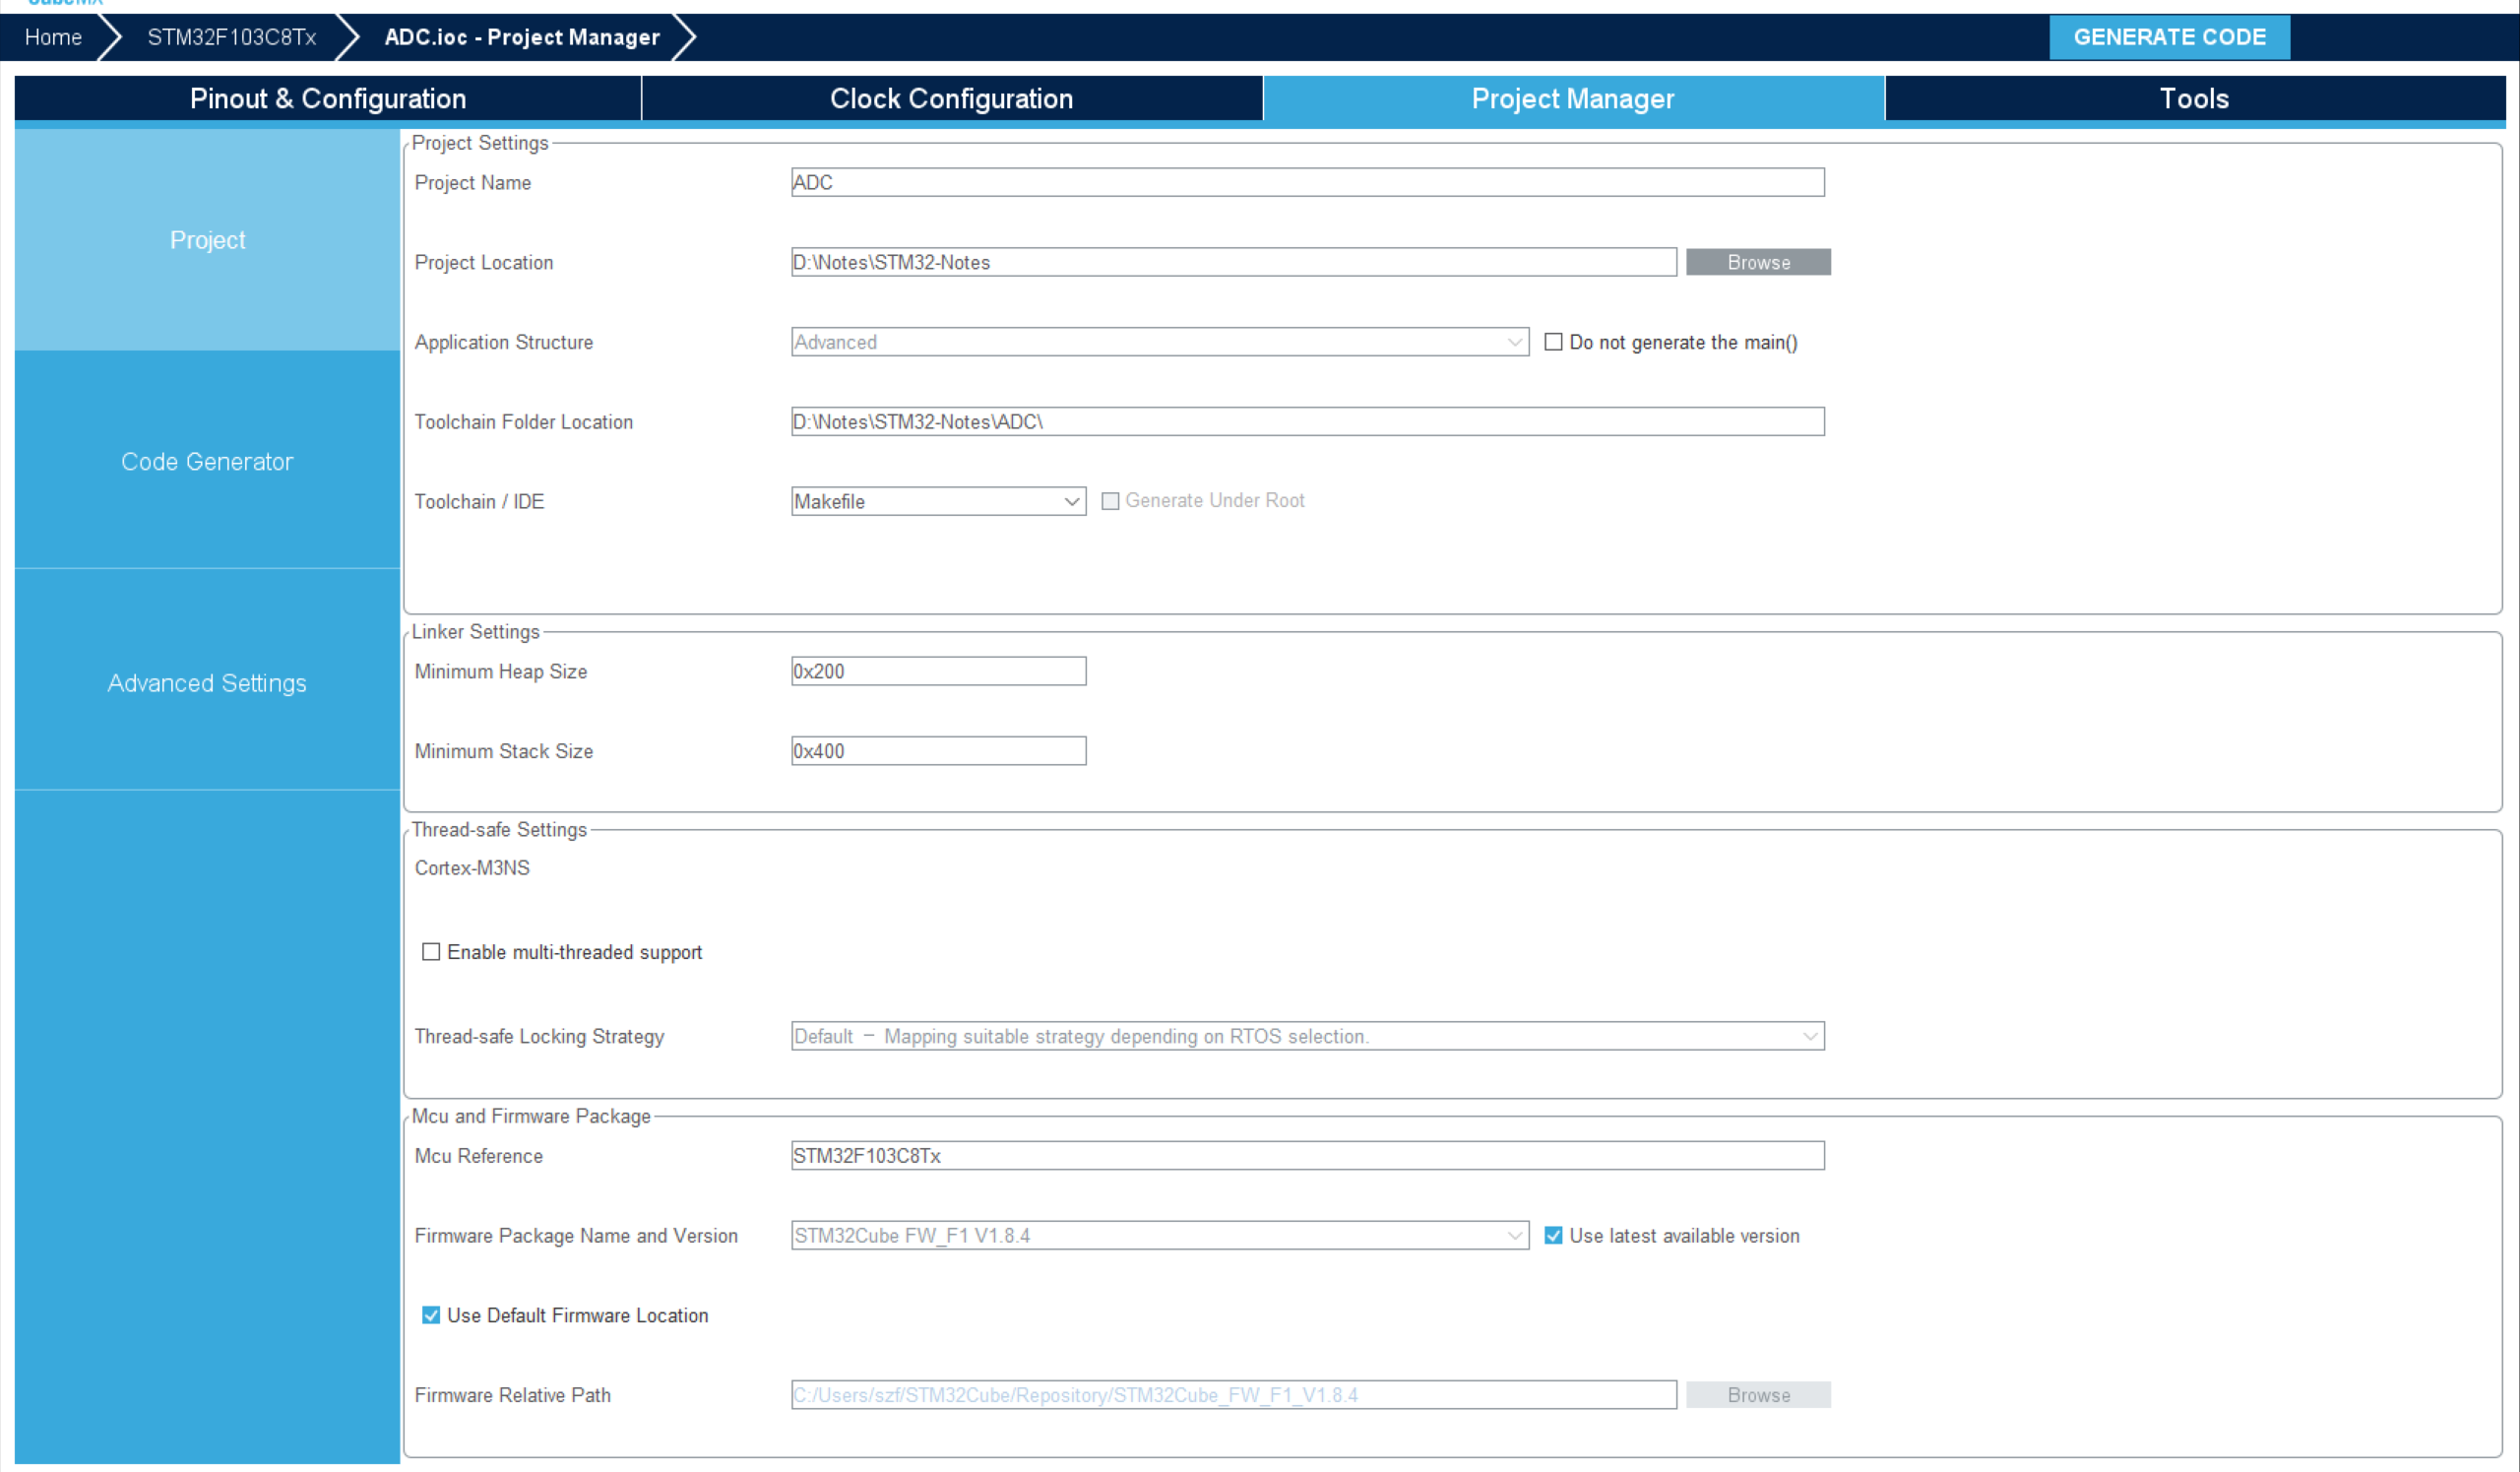 CubeMX
Home STM32F103C8Tx ADC.ioc - Project Manager GENERATE CODE
Pinout & Configuration Clock Configuration Project Manager Tools
Project
Code Generator
Advanced Settings
Project Settings
Project Name ADC
Project Location D:\Notes\STM32-Notes Browse
Application Structure Advanced Do not generate the main()
Toolchain Folder Location D:\Notes\STM32-Notes\ADC\
Toolchain / IDE Makefile Generate Under Root
Linker Settings
Minimum Heap Size 0x200
Minimum Stack Size 0x400
Thread-safe Settings
Cortex-M3NS
Enable multi-threaded support
Thread-safe Locking Strategy Default – Mapping suitable strategy depending on RTOS selection.
Mcu and Firmware Package
Mcu Reference STM32F103C8Tx
Firmware Package Name and Version STM32Cube FW_F1 V1.8.4 Use latest available version
Use Default Firmware Location
Firmware Relative Path C:/Users/szf/STM32Cube/Repository/STM32Cube_FW_F1_V1.8.4 Browse